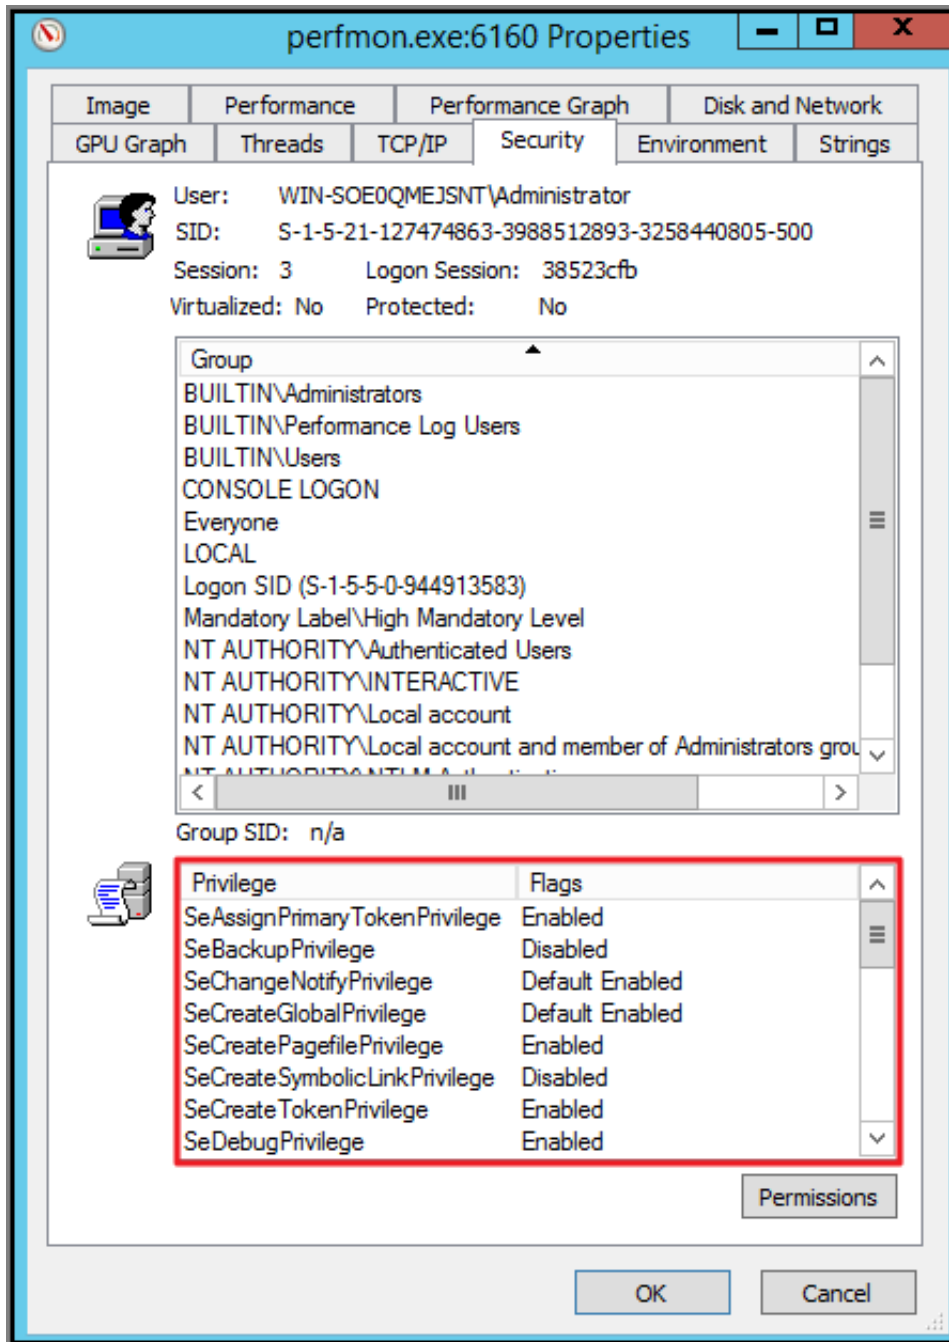 perfmon.exe:6160 Properties
Image Performance Performance Graph Disk and Network
GPU Graph Threads TCP/IP Security Environment Strings
User: WIN-SOE0QMEJSNT\Administrator
SID: S-1-5-21-127474863-3988512893-3258440805-500
Session: 3 Logon Session: 38523cfb
Virtualized: No Protected: No
Group
BUILTIN\Administrators
BUILTIN\Performance Log Users
BUILTIN\Users
CONSOLE LOGON
Everyone
LOCAL
Logon SID (S-1-5-5-0-944913583)
Mandatory Label\High Mandatory Level
NT AUTHORITY\Authenticated Users
NT AUTHORITY\INTERACTIVE
NT AUTHORITY\Local account
NT AUTHORITY\Local account and member of Administrators grou
Group SID: n/a
Privilege Flags
SeAssignPrimaryTokenPrivilege Enabled
SeBackupPrivilege Disabled
SeChangeNotifyPrivilege Default Enabled
SeCreateGlobalPrivilege Default Enabled
SeCreatePagefilePrivilege Enabled
SeCreateSymbolicLinkPrivilege Disabled
SeCreateTokenPrivilege Enabled
SeDebugPrivilege Enabled
Permissions
OK Cancel